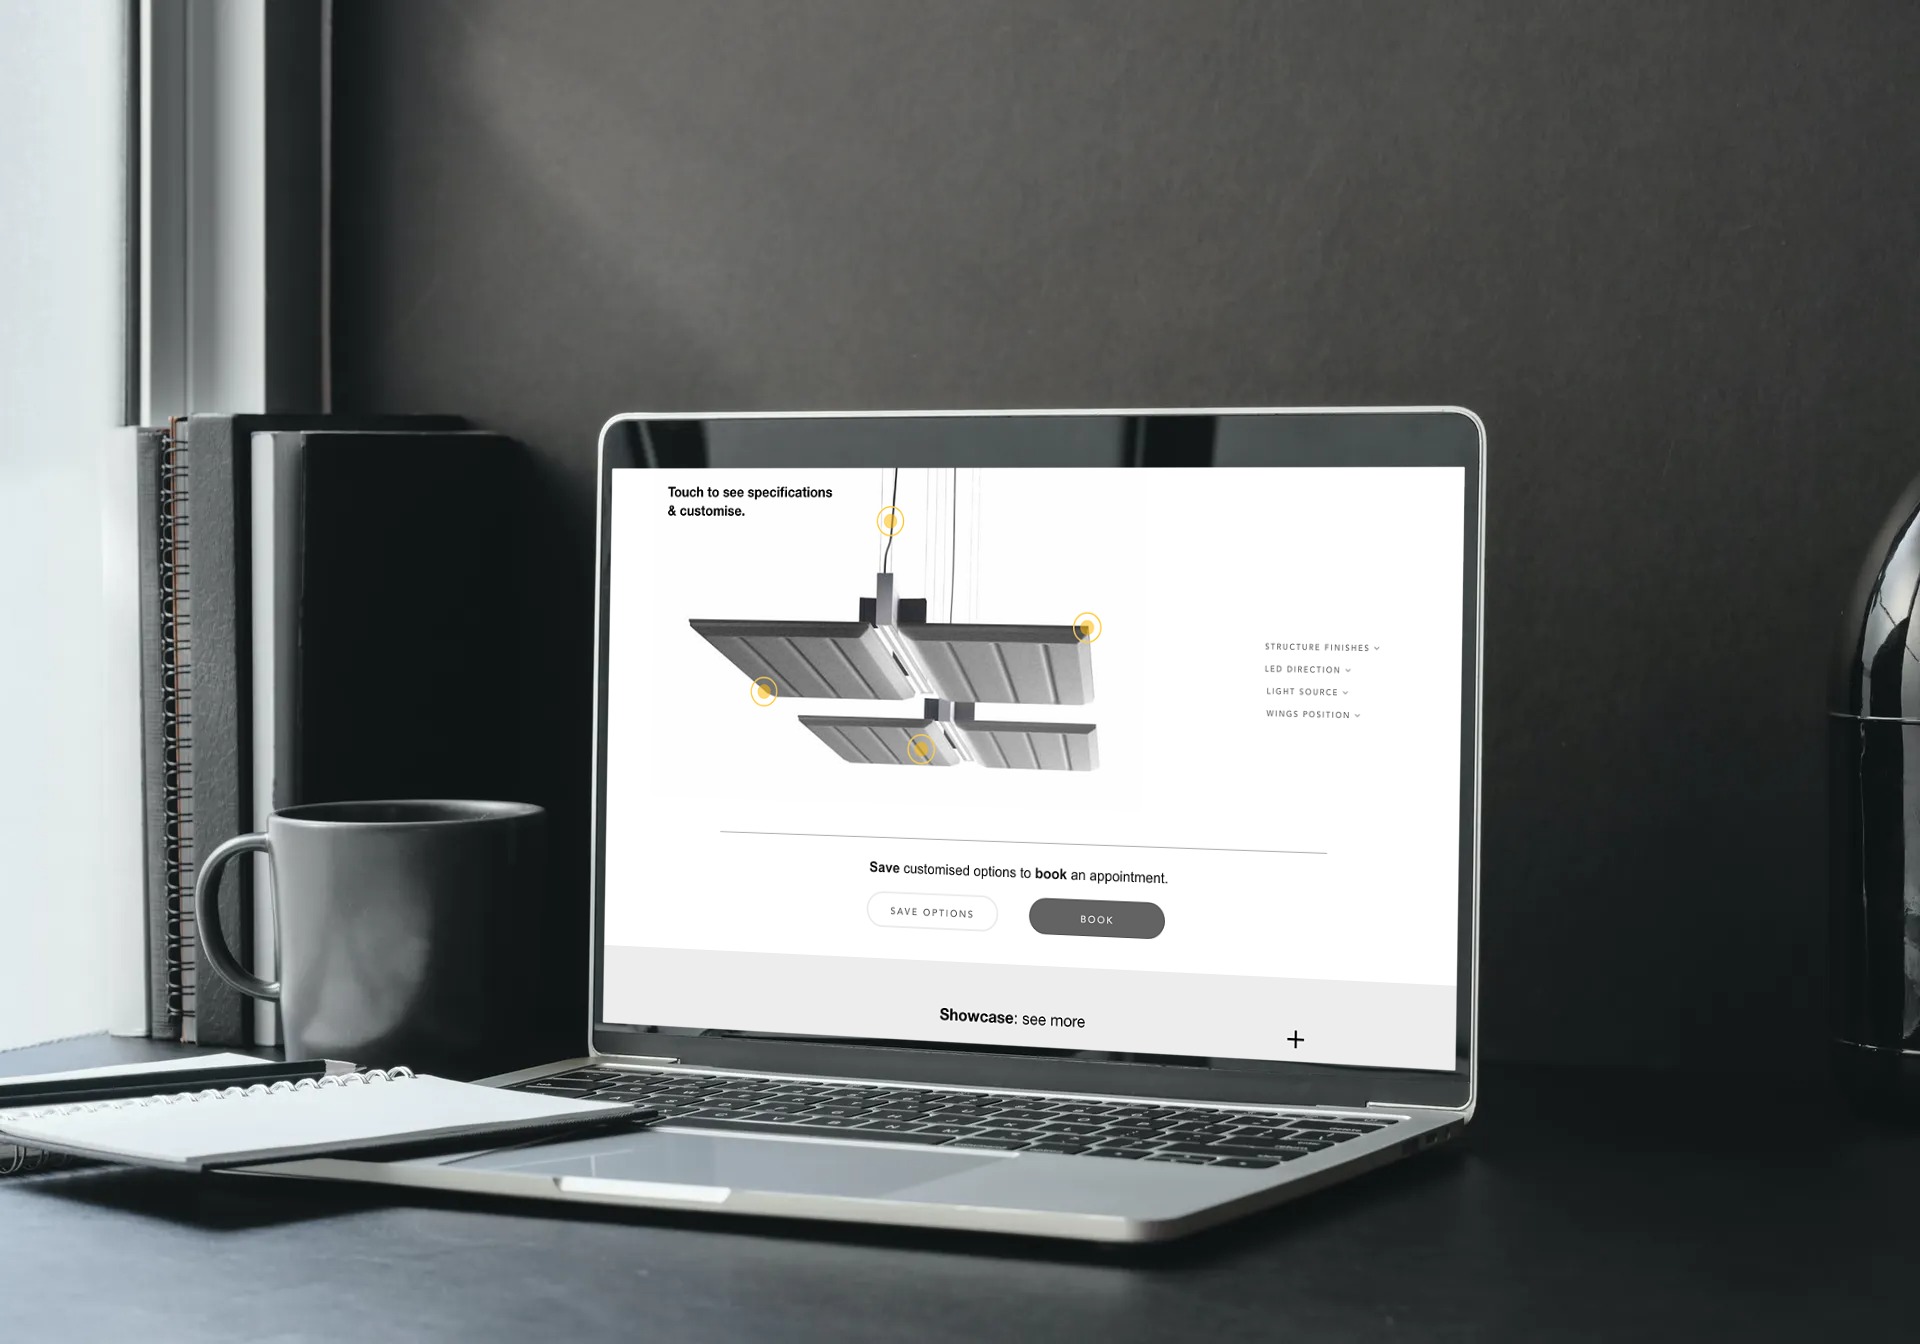 Touch to see specifications
& customise.
STRUCTURE FINISHES
LED DIRECTION
LIGHT SOURCE
WINGS POSITION
Save customised options to book an appointment.
SAVE OPTIONS
BOOK
Showcase: see more
+